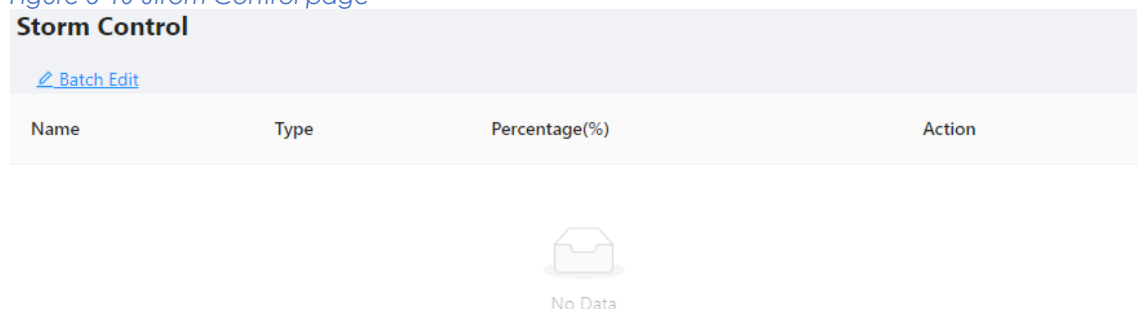 Storm Control
Batch Edit
Name Type Percentage(%) Action
No Data